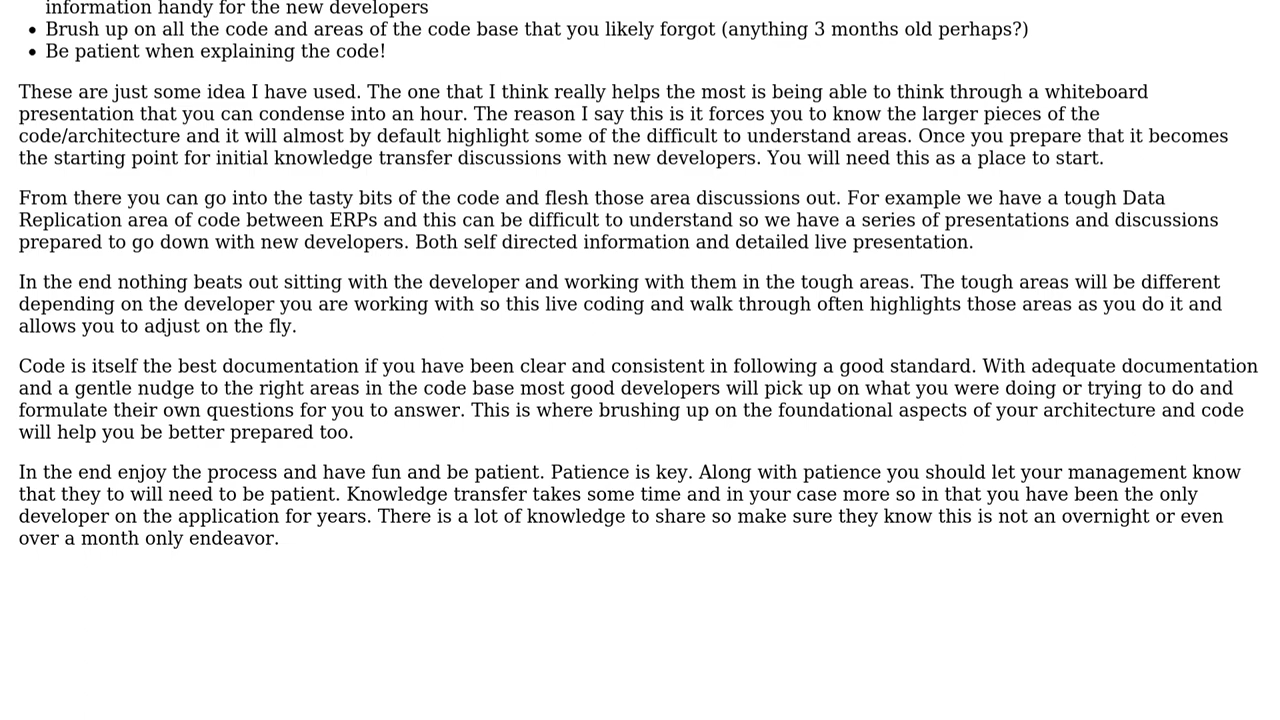 information handy for the new developers
• Brush up on all the code and areas of the code base that you likely forgot (anything 3 months old perhaps?)
• Be patient when explaining the code!
These are just some idea I have used. The one that I think really helps the most is being able to think through a whiteboard
presentation that you can condense into an hour. The reason I say this is it forces you to know the larger pieces of the
code/architecture and it will almost by default highlight some of the difficult to understand areas. Once you prepare that it becomes
the starting point for initial knowledge transfer discussions with new developers. You will need this as a place to start.
From there you can go into the tasty bits of the code and flesh those area discussions out. For example we have a tough Data
Replication area of code between ERPs and this can be difficult to understand so we have a series of presentations and discussions
prepared to go down with new developers. Both self directed information and detailed live presentation.
In the end nothing beats out sitting with the developer and working with them in the tough areas. The tough areas will be different
depending on the developer you are working with so this live coding and walk through often highlights those areas as you do it and
allows you to adjust on the fly.
Code is itself the best documentation if you have been clear and consistent in following a good standard. With adequate documentation
and a gentle nudge to the right areas in the code base most good developers will pick up on what you were doing or trying to do and
formulate their own questions for you to answer. This is where brushing up on the foundational aspects of your architecture and code
will help you be better prepared too.
In the end enjoy the process and have fun and be patient. Patience is key. Along with patience you should let your management know
that they to will need to be patient. Knowledge transfer takes some time and in your case more so in that you have been the only
developer on the application for years. There is a lot of knowledge to share so make sure they know this is not an overnight or even
over a month only endeavor.